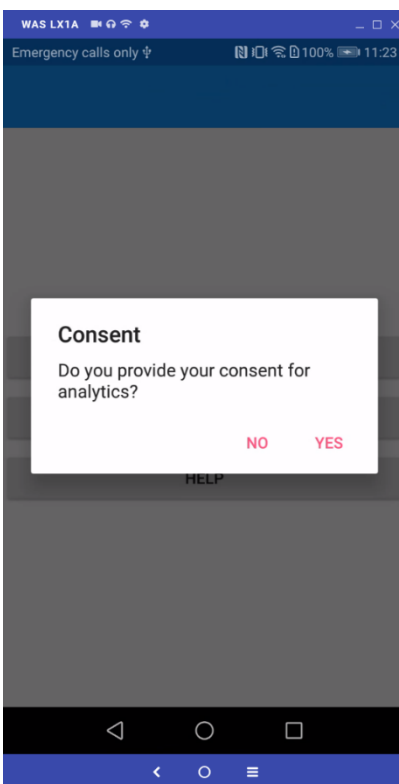 WAS LX1A
Emergency calls only
100% 11:23
Consent
Do you provide your consent for
analytics?
NO YES
HELP